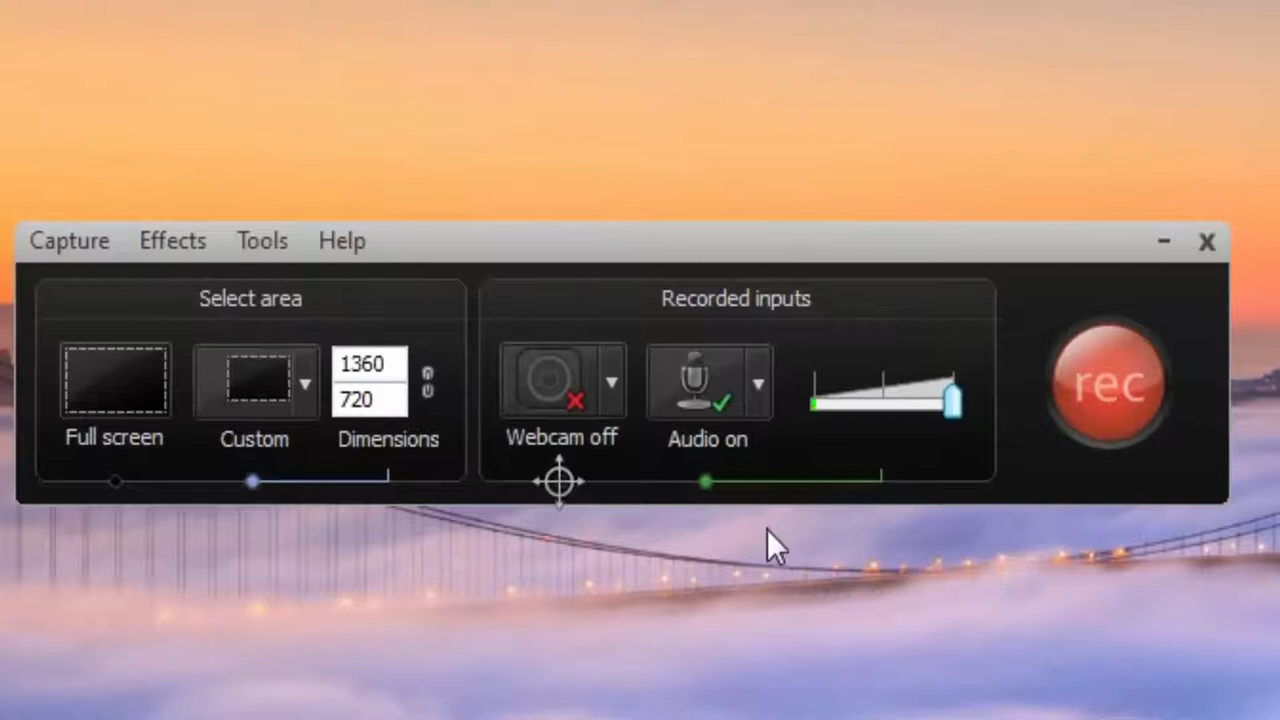 Capture Effects Tools Help
- X
Select area
Recorded inputs
1360
720
rec
Full screen
Custom
Dimensions
Webcam off
Audio on